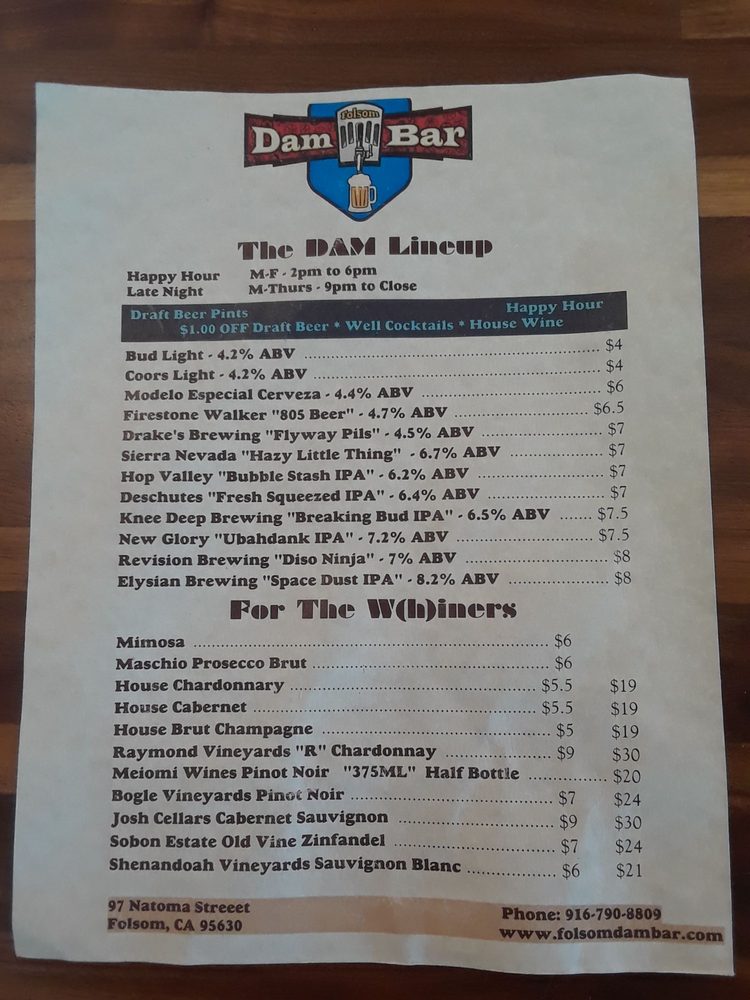 Folsom
Dam Bar
The DAM Lineup
Happy Hour M-F - 2pm to 6pm
Late Night M-Thurs - 9pm to Close
Draft Beer Pints Happy Hour
$1.00 OFF Draft Beer * Well Cocktails * House Wine
Bud Light - 4.2% ABV ........ $4
Coors Light - 4.2% ABV ........ $4
Modelo Especial Cerveza - 4.4% ABV ........ $6
Firestone Walker "805 Beer" - 4.7% ABV ........ $6.5
Drake's Brewing "Flyway Pils" - 4.5% ABV ........ $7
Sierra Nevada "Hazy Little Thing" - 6.7% ABV ........ $7
Hop Valley "Bubble Stash IPA" - 6.2% ABV ........ $7
Deschutes "Fresh Squeezed IPA" - 6.4% ABV ........ $7
Knee Deep Brewing "Breaking Bud IPA" - 6.5% ABV ....... $7.5
New Glory "Ubahdank IPA" - 7.2% ABV ........ $7.5
Revision Brewing "Diso Ninja" - 7% ABV ........ $8
Elysian Brewing "Space Dust IPA" - 8.2% ABV ........ $8
For The W(h)iners
Mimosa ........ $6
Maschio Prosecco Brut ........ $6
House Chardonnary ........ $5.5 $19
House Cabernet ........ $5.5 $19
House Brut Champagne ........ $5 $19
Raymond Vineyards "R" Chardonnay ........ $9 $30
Meiomi Wines Pinot Noir "375ML" Half Bottle ........ $20
Bogle Vineyards Pinot Noir ........ $7 $24
Josh Cellars Cabernet Sauvignon ........ $9 $30
Sobon Estate Old Vine Zinfandel ........ $7 $24
Shenandoah Vineyards Sauvignon Blanc ........ $6 $21
97 Natoma Streeet
Folsom, CA 95630
Phone: 916-790-8809
www.folsomdambar.com